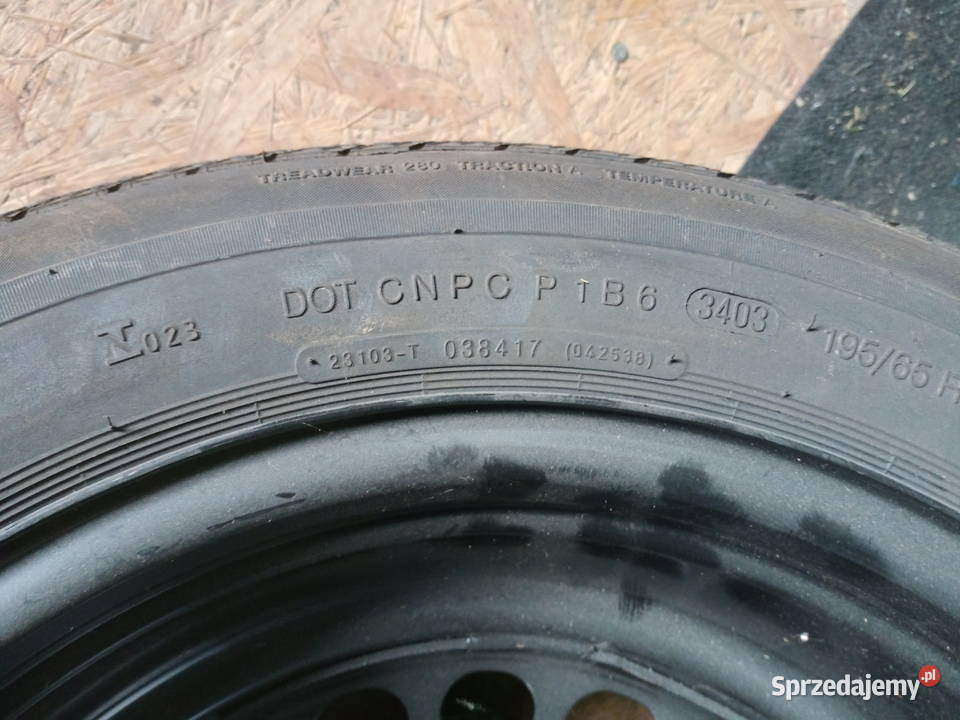 TREADWEAR 280 TRACTION A TEMPERATURE A
DOT CNPC P1B6 3403 195/65 R
023
23103-T 038417 (042538)
Sprzedajemy.pl